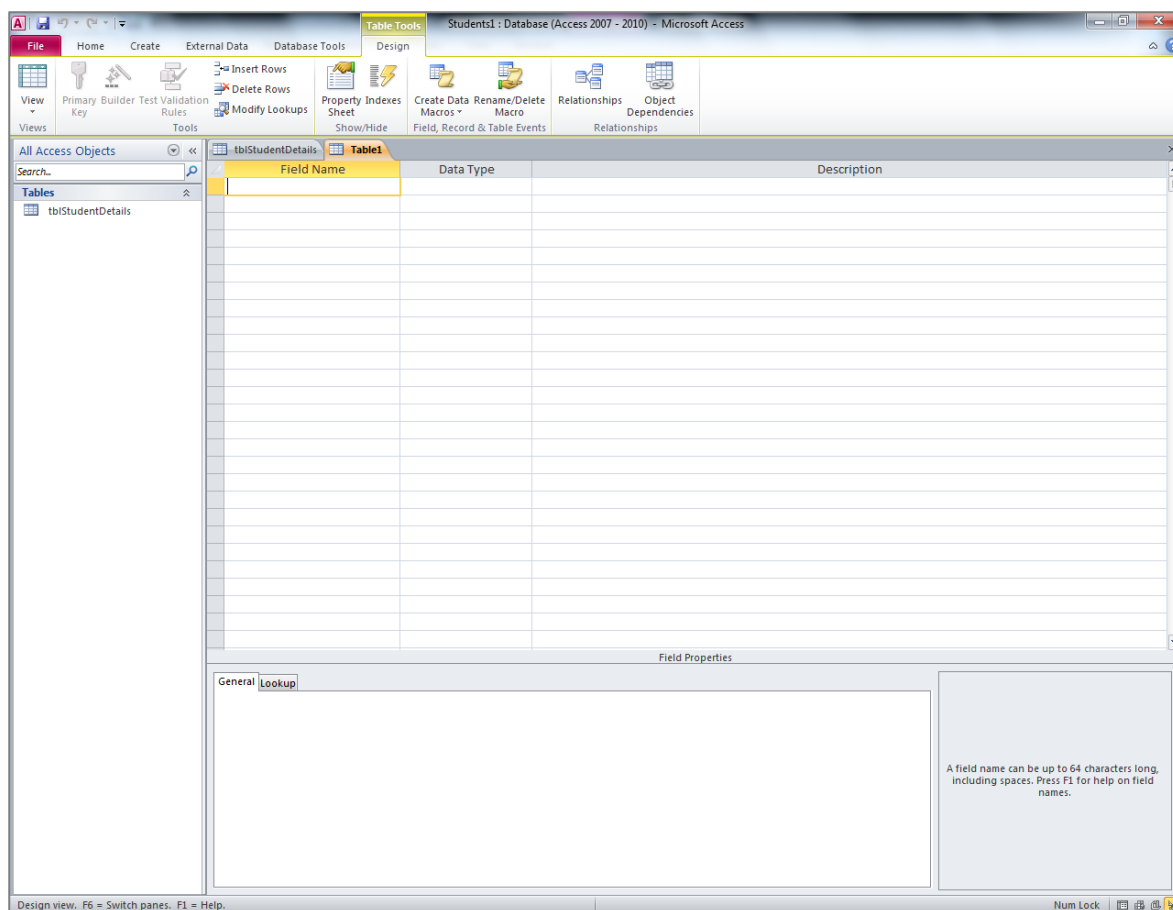 Table Tools
Students1 : Database (Access 2007 - 2010) - Microsoft Access
File Home Create External Data Database Tools Design
View
Views
Primary Key
Builder
Test Validation Rules
Insert Rows
Delete Rows
Modify Lookups
Tools
Property Sheet
Indexes
Show/Hide
Create Data Macros
Rename/Delete Macro
Field, Record & Table Events
Relationships
Object Dependencies
Relationships
All Access Objects
Search...
Tables
tblStudentDetails
tblStudentDetails Table1
Field Name Data Type Description
Field Properties
General Lookup
A field name can be up to 64 characters long,
including spaces. Press F1 for help on field
names.
Design view. F6 = Switch panes. F1 = Help.
Num Lock